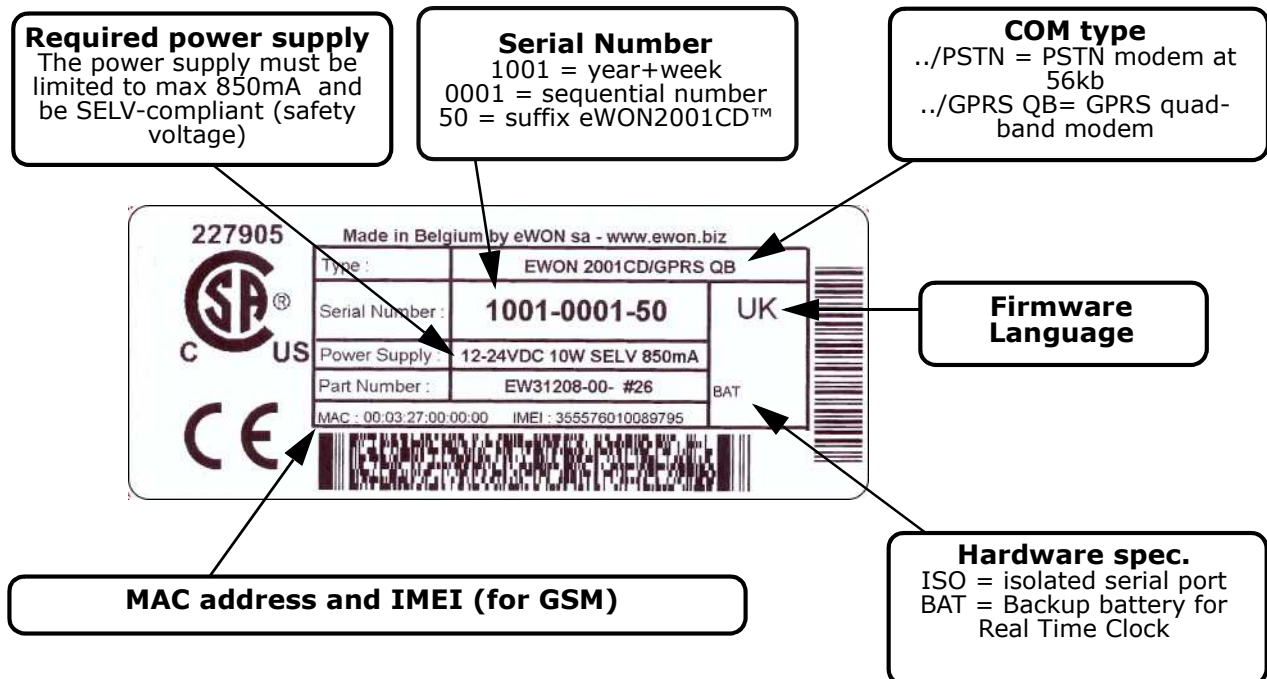 Required power supply
The power supply must be
limited to max 850mA and
be SELV-compliant (safety
voltage)
Serial Number
1001 = year+week
0001 = sequential number
50 = suffix eWON2001CD™
COM type
../PSTN = PSTN modem at
56kb
../GPRS QB= GPRS quad-
band modem
227905
Made in Belgium by eWON sa - www.ewon.biz
Type : EWON 2001CD/GPRS QB
SA ®
C US
Serial Number : 1001-0001-50 UK
Power Supply : 12-24VDC 10W SELV 850mA
Part Number : EW31208-00- #26
BAT
MAC : 00:03:27:00:00:00 IMEI : 355576010089795
CE
Firmware
Language
MAC address and IMEI (for GSM)
Hardware spec.
ISO = isolated serial port
BAT = Backup battery for
Real Time Clock